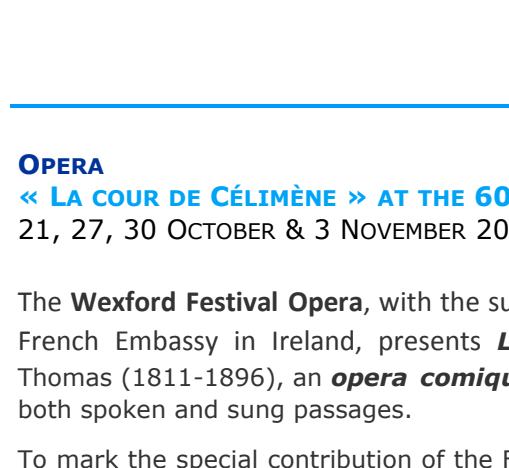 OPERA
« LA COUR DE CÉLIMÈNE » AT THE 60
21, 27, 30 OCTOBER & 3 NOVEMBER 20
The Wexford Festival Opera, with the su
French Embassy in Ireland, presents L
Thomas (1811-1896), an opera comiqu
both spoken and sung passages.
To mark the special contribution of the F